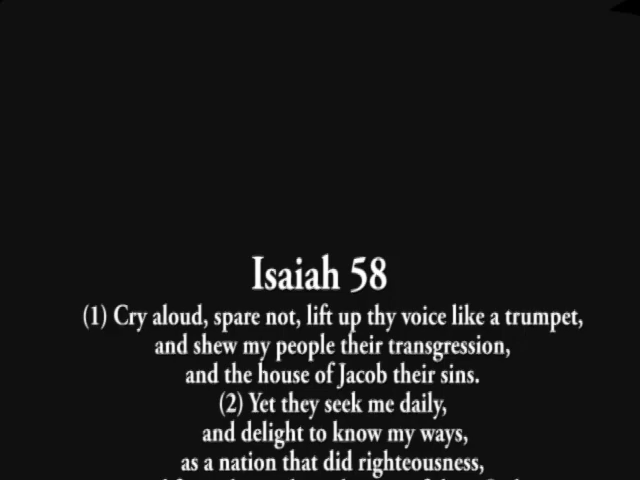 Isaiah 58
(1) Cry aloud, spare not, lift up thy voice like a trumpet,
and shew my people their transgression,
and the house of Jacob their sins.
(2) Yet they seek me daily,
and delight to know my ways,
as a nation that did righteousness,